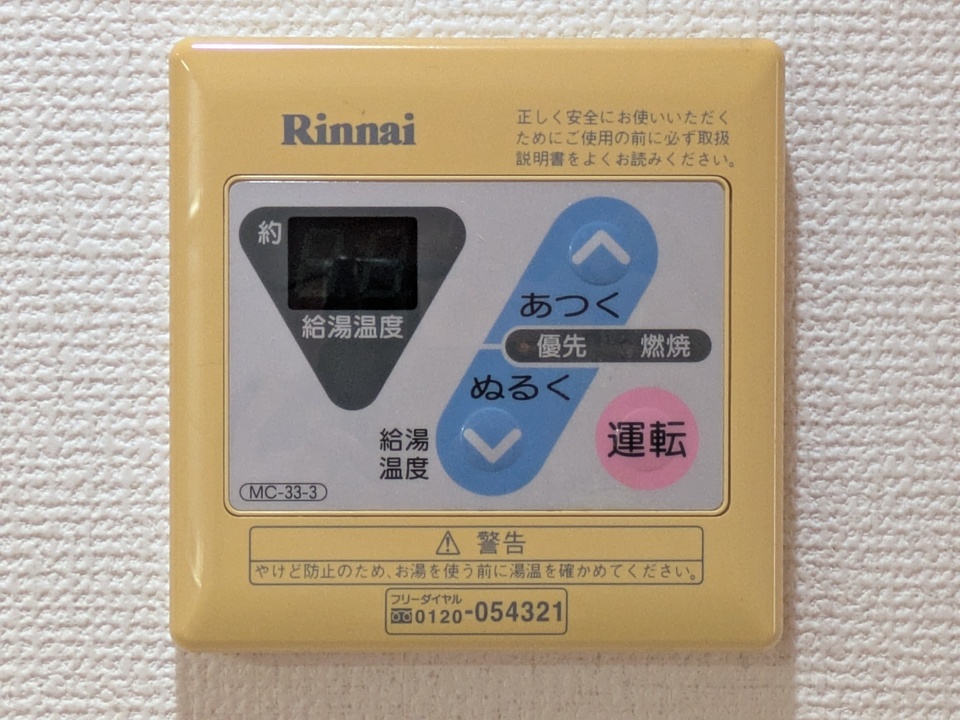 Rinnai
正しく安全にお使いいただく
ためにご使用の前に必ず取扱
説明書をよくお読みください。
約
給湯温度
あつく
優先 燃焼
ぬるく
給湯
温度
運転
MC-33-3
⚠ 警告
やけど防止のため、お湯を使う前に湯温を確かめてください。
フリーダイヤル
0120-054321